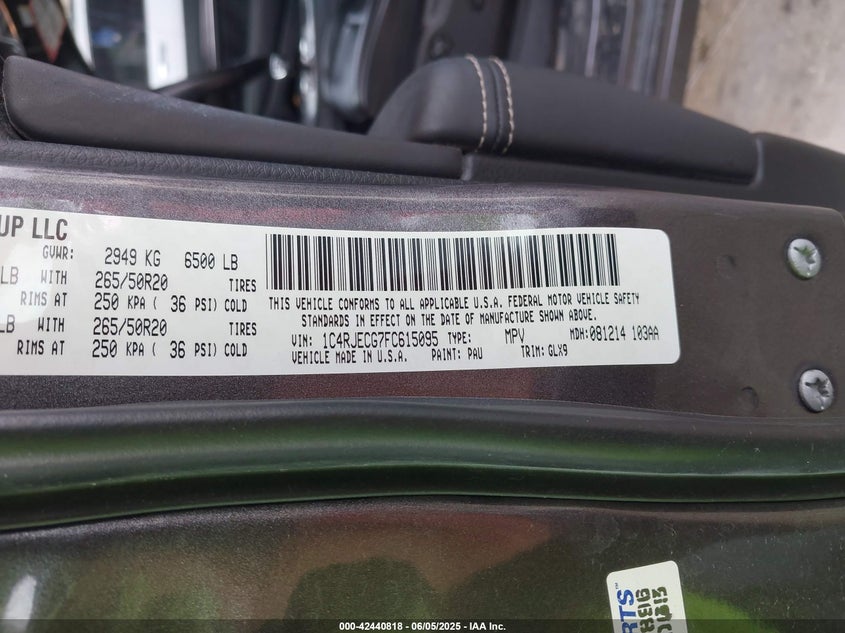 UP LLC
GVWR: 2949 KG 6500 LB
LB WITH 265/50R20 TIRES
RIMS AT 250 KPA ( 36 PSI) COLD
LB WITH 265/50R20 TIRES
RIMS AT 250 KPA ( 36 PSI) COLD
THIS VEHICLE CONFORMS TO ALL APPLICABLE U.S.A. FEDERAL MOTOR VEHICLE SAFETY
STANDARDS IN EFFECT ON THE DATE OF MANUFACTURE SHOWN ABOVE.
VIN: 1C4RJECG7FC615095 TYPE: MPV MDH:081214 103AA
VEHICLE MADE IN U.S.A. PAINT: PAU TRIM: GLX9
RTS™
000-42440818 - 06/05/2025 - IAA Inc.